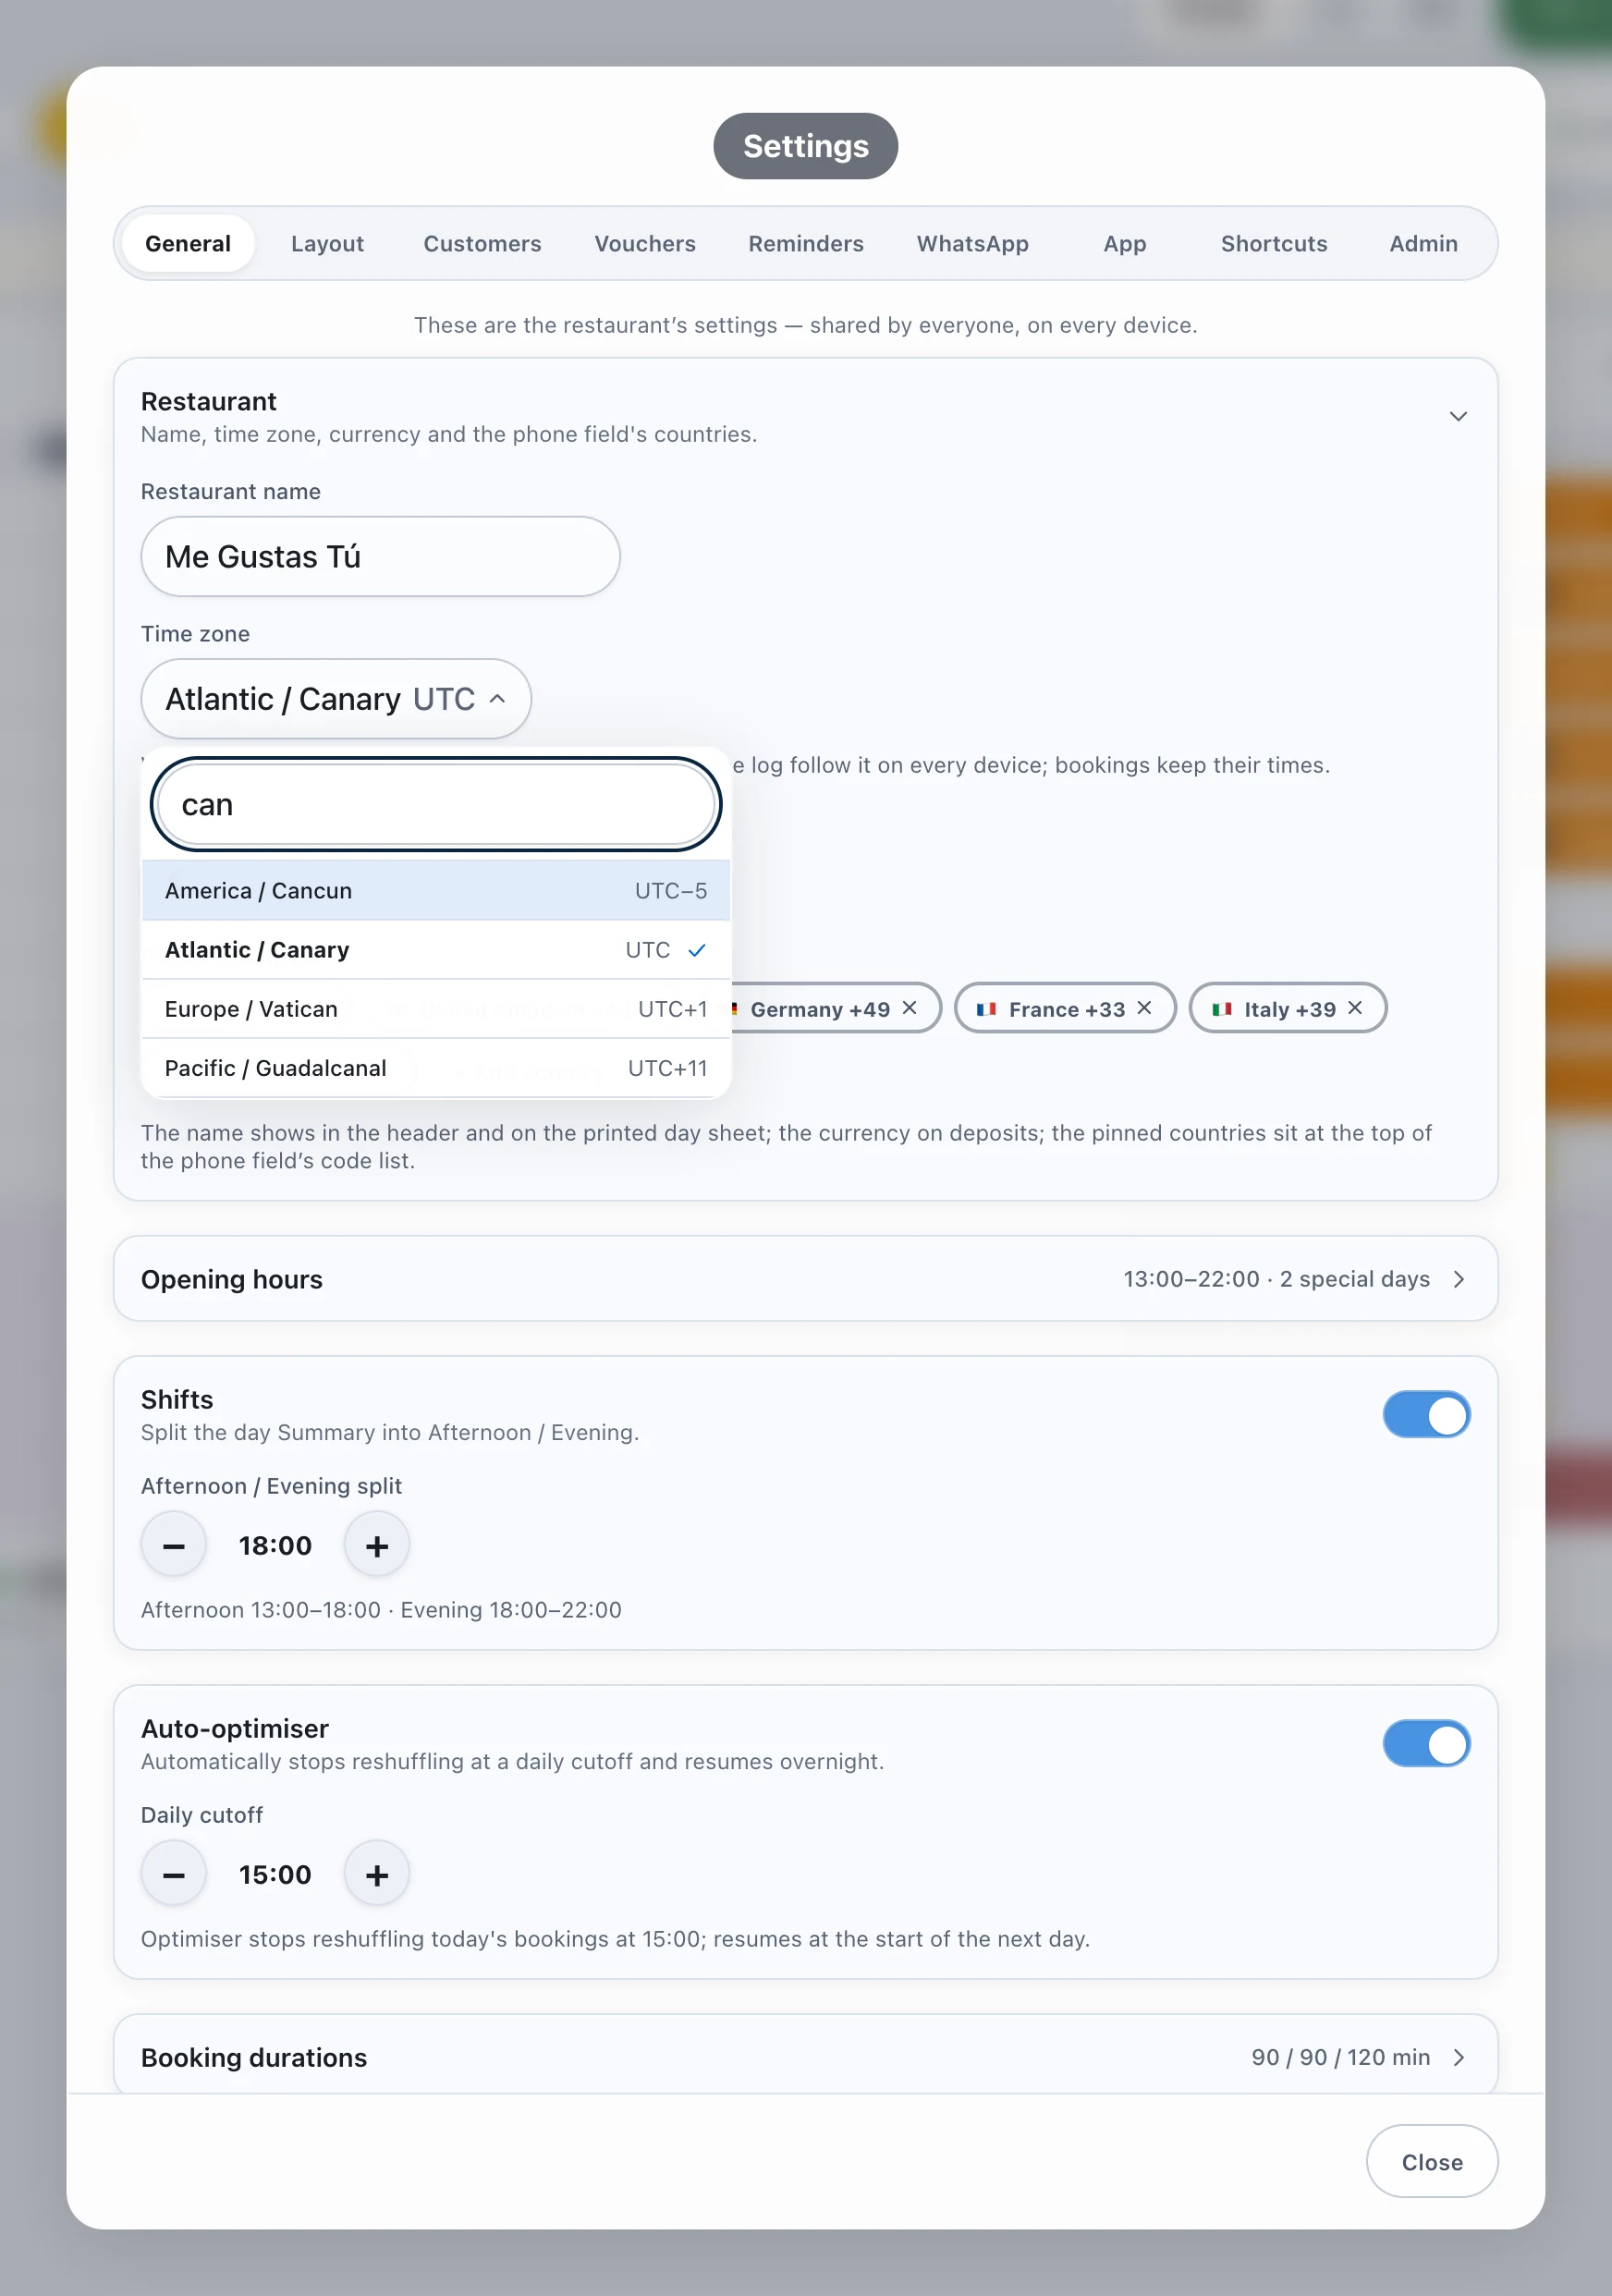 Settings
General Layout Customers Vouchers Reminders WhatsApp App Shortcuts Admin
These are the restaurant’s settings — shared by everyone, on every device.
Restaurant
Name, time zone, currency and the phone field's countries.
Restaurant name
Me Gustas Tú
Time zone
Atlantic / Canary UTC
log follow it on every device; bookings keep their times.
can
America / Cancun UTC−5
Atlantic / Canary UTC
Europe / Vatican UTC+1
Germany +49 France +33 Italy +39
Pacific / Guadalcanal UTC+11
The name shows in the header and on the printed day sheet; the currency on deposits; the pinned countries sit at the top of
the phone field’s code list.
Opening hours 13:00–22:00 · 2 special days
Shifts
Split the day Summary into Afternoon / Evening.
Afternoon / Evening split
− 18:00 +
Afternoon 13:00–18:00 · Evening 18:00–22:00
Auto-optimiser
Automatically stops reshuffling at a daily cutoff and resumes overnight.
Daily cutoff
− 15:00 +
Optimiser stops reshuffling today's bookings at 15:00; resumes at the start of the next day.
Booking durations 90 / 90 / 120 min
Close